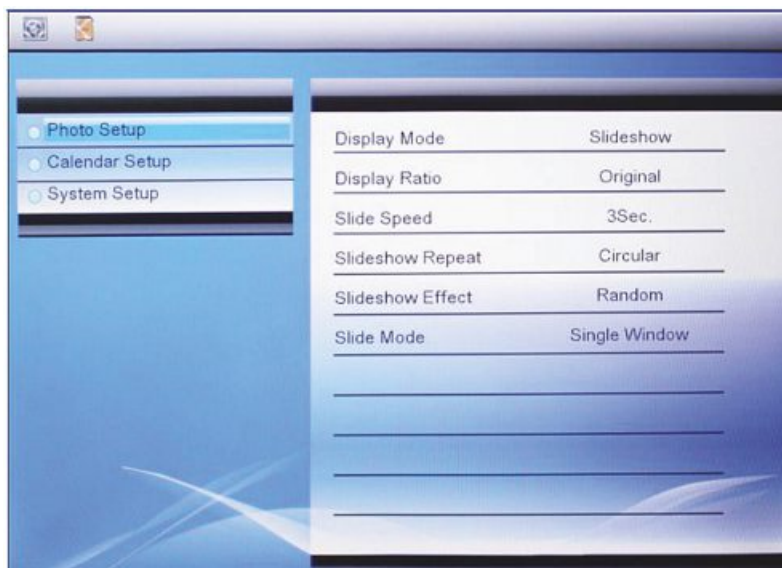 Photo Setup
Calendar Setup
System Setup
Display Mode Slideshow
Display Ratio Original
Slide Speed 3Sec.
Slideshow Repeat Circular
Slideshow Effect Random
Slide Mode Single Window